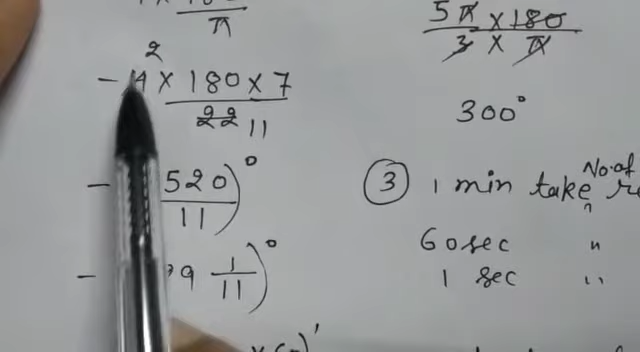 π
2
- 4 × 180 × 7
22 11
- 520)°
11
- 9 1/11)°
5π × 180
3 × π
300°
③ 1 min take No. of
60 sec "
1 sec "